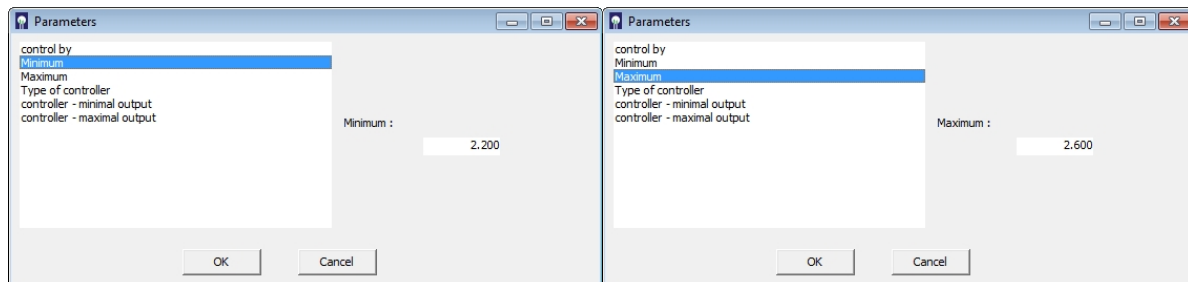 Parameters
control by
Minimum
Maximum
Type of controller
controller - minimal output
controller - maximal output
Minimum :
2.200
OK
Cancel
Parameters
control by
Minimum
Maximum
Type of controller
controller - minimal output
controller - maximal output
Maximum :
2.600
OK
Cancel